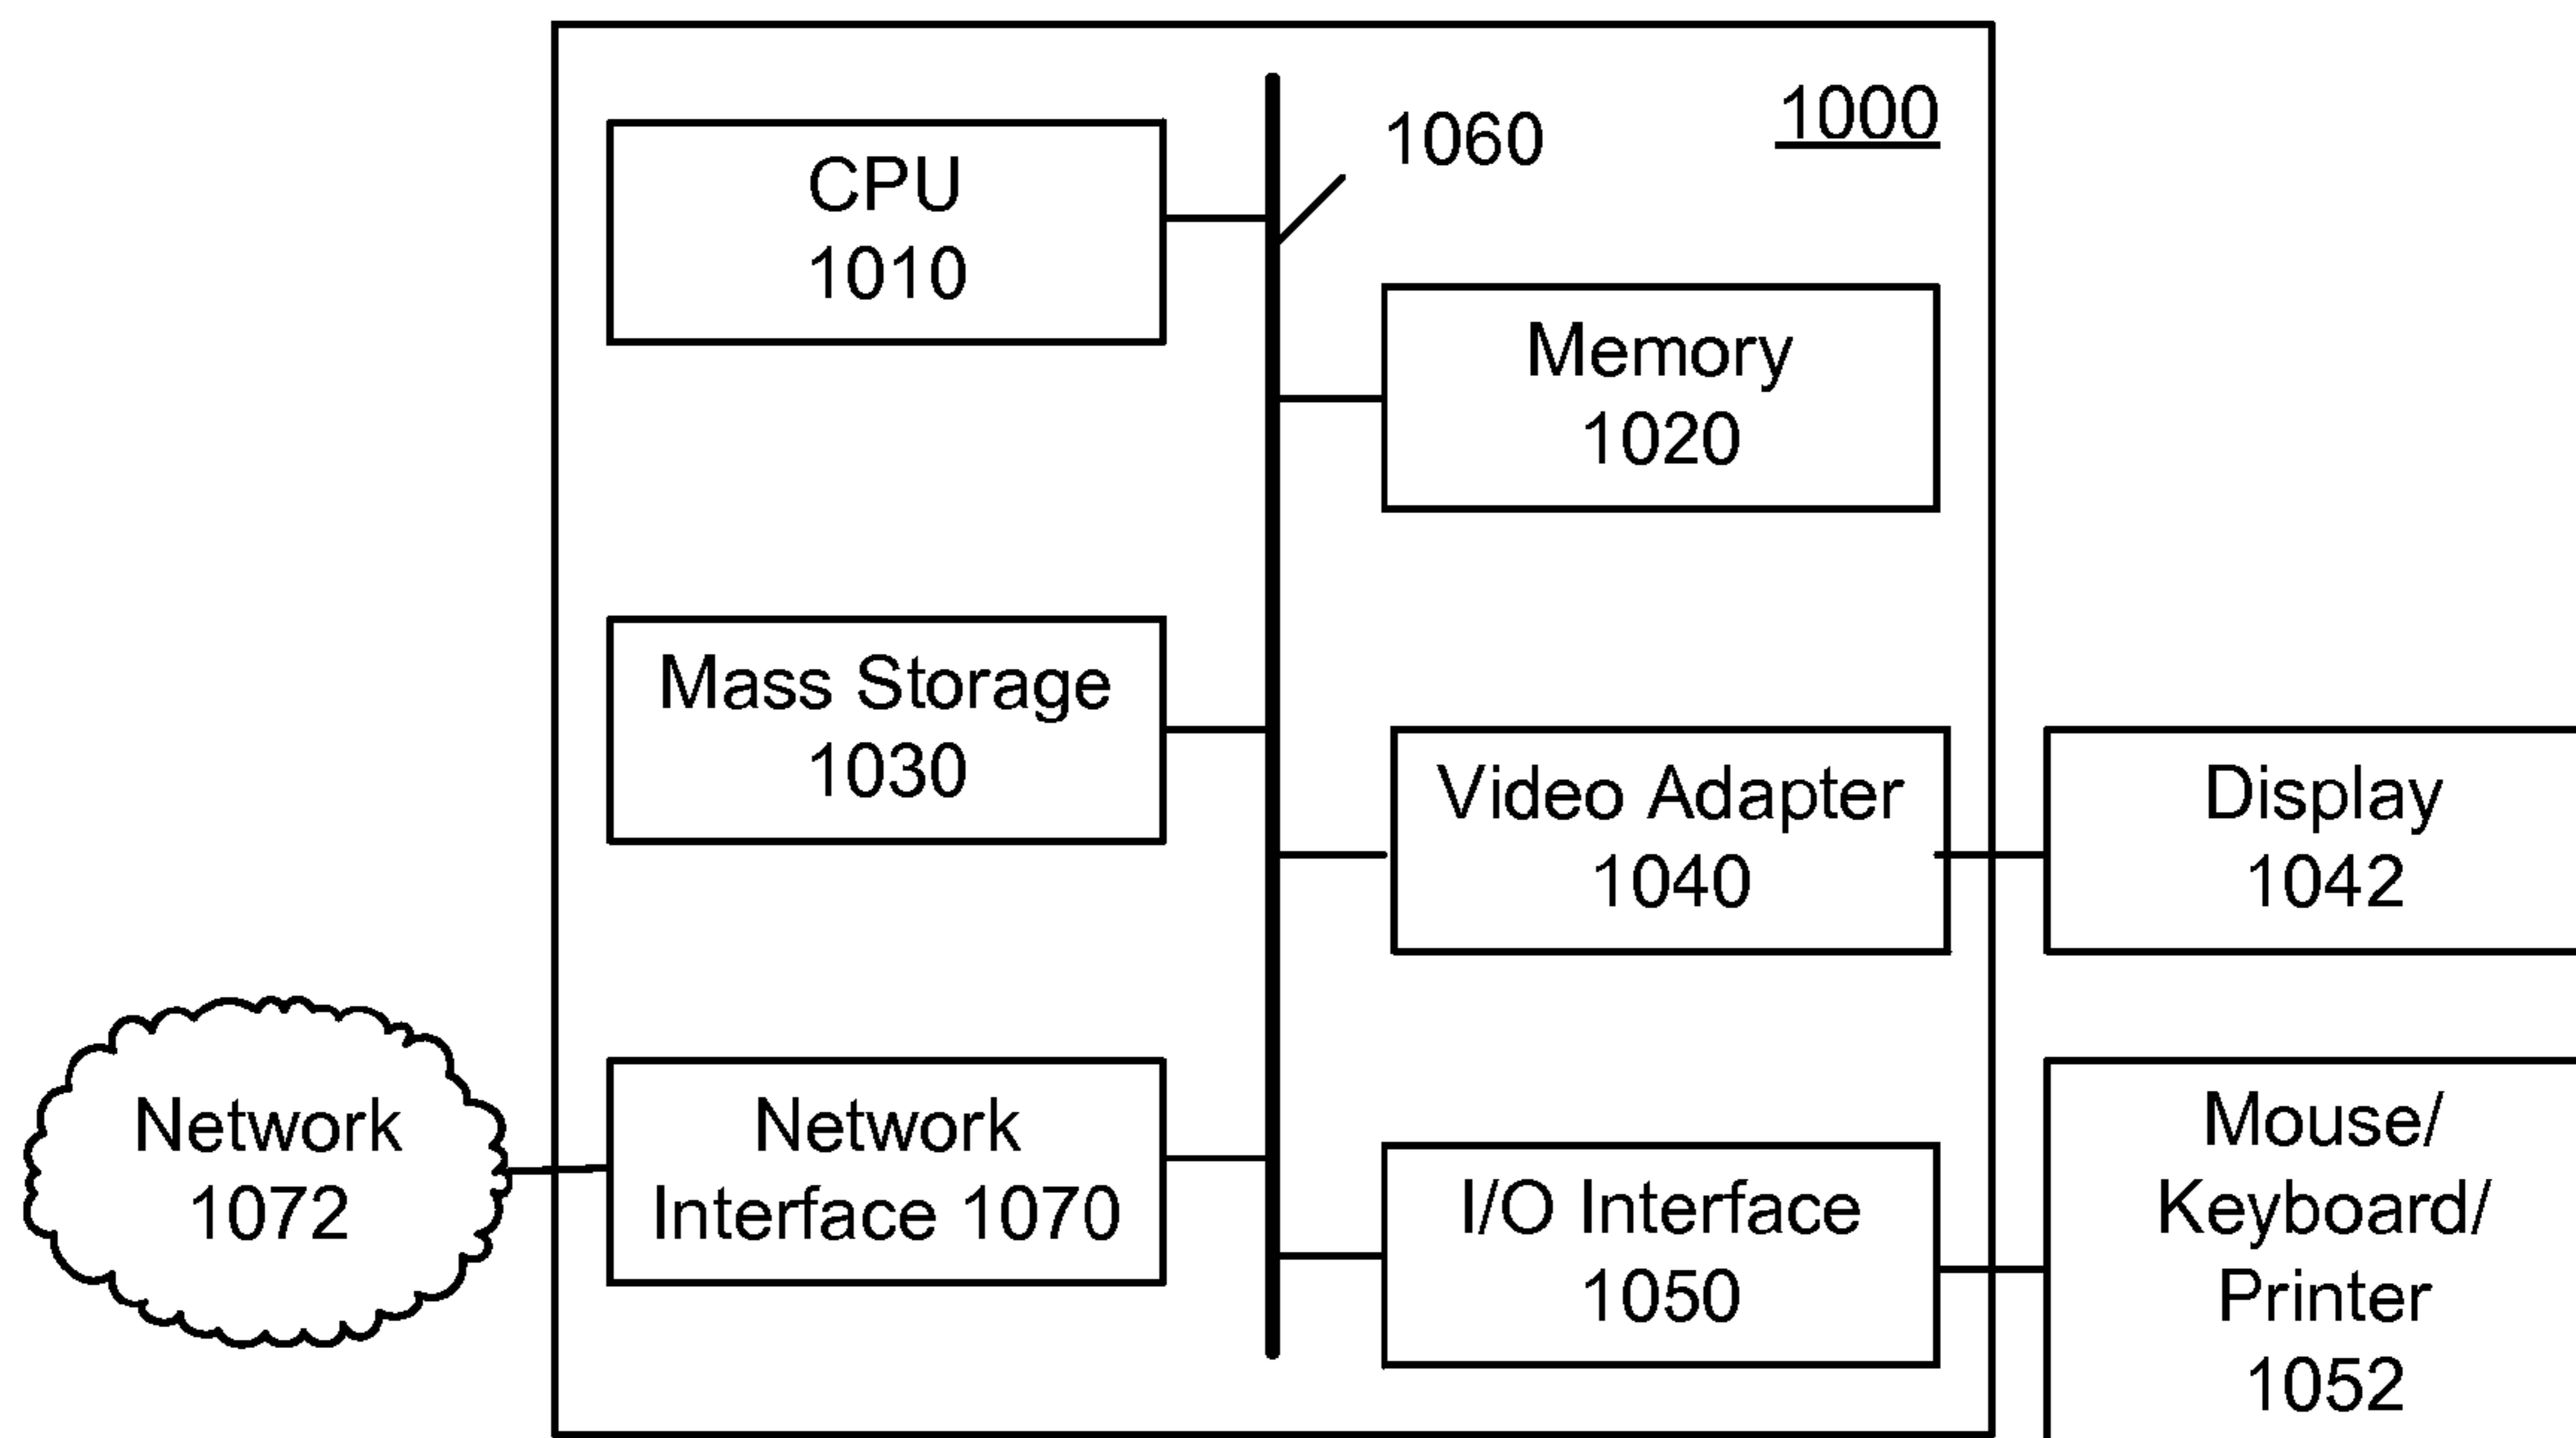 1000
1060
CPU
1010
Memory
1020
Mass Storage
1030
Video Adapter
1040
Display
1042
Network
1072
Network
Interface 1070
I/O Interface
1050
Mouse/
Keyboard/
Printer
1052